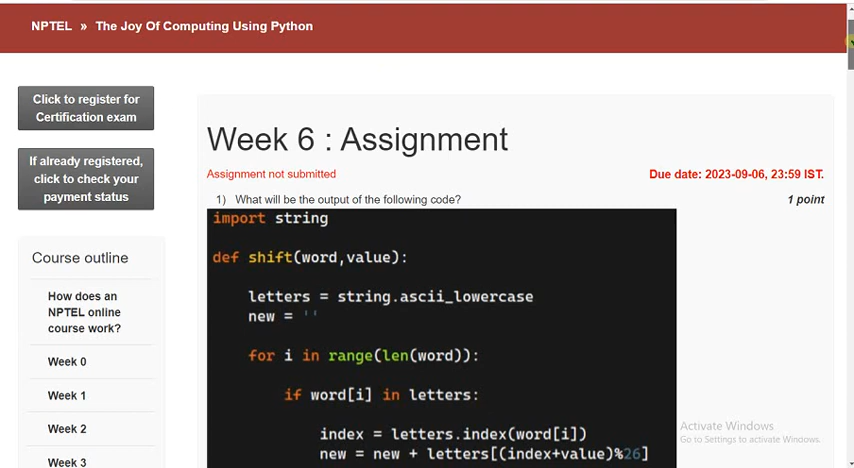 NPTEL » The Joy Of Computing Using Python
Click to register for
Certification exam
If already registered,
click to check your
payment status
Course outline
How does an
NPTEL online
course work?
Week 0
Week 1
Week 2
Week 3
Week 6 : Assignment
Assignment not submitted
Due date: 2023-09-06, 23:59 IST.
1) What will be the output of the following code?
1 point
import string
def shift(word,value):
letters = string.ascii_lowercase
new = ''
for i in range(len(word)):
if word[i] in letters:
index = letters.index(word[i])
new = new + letters[(index+value)%26]
Activate Windows
Go to Settings to activate Windows.